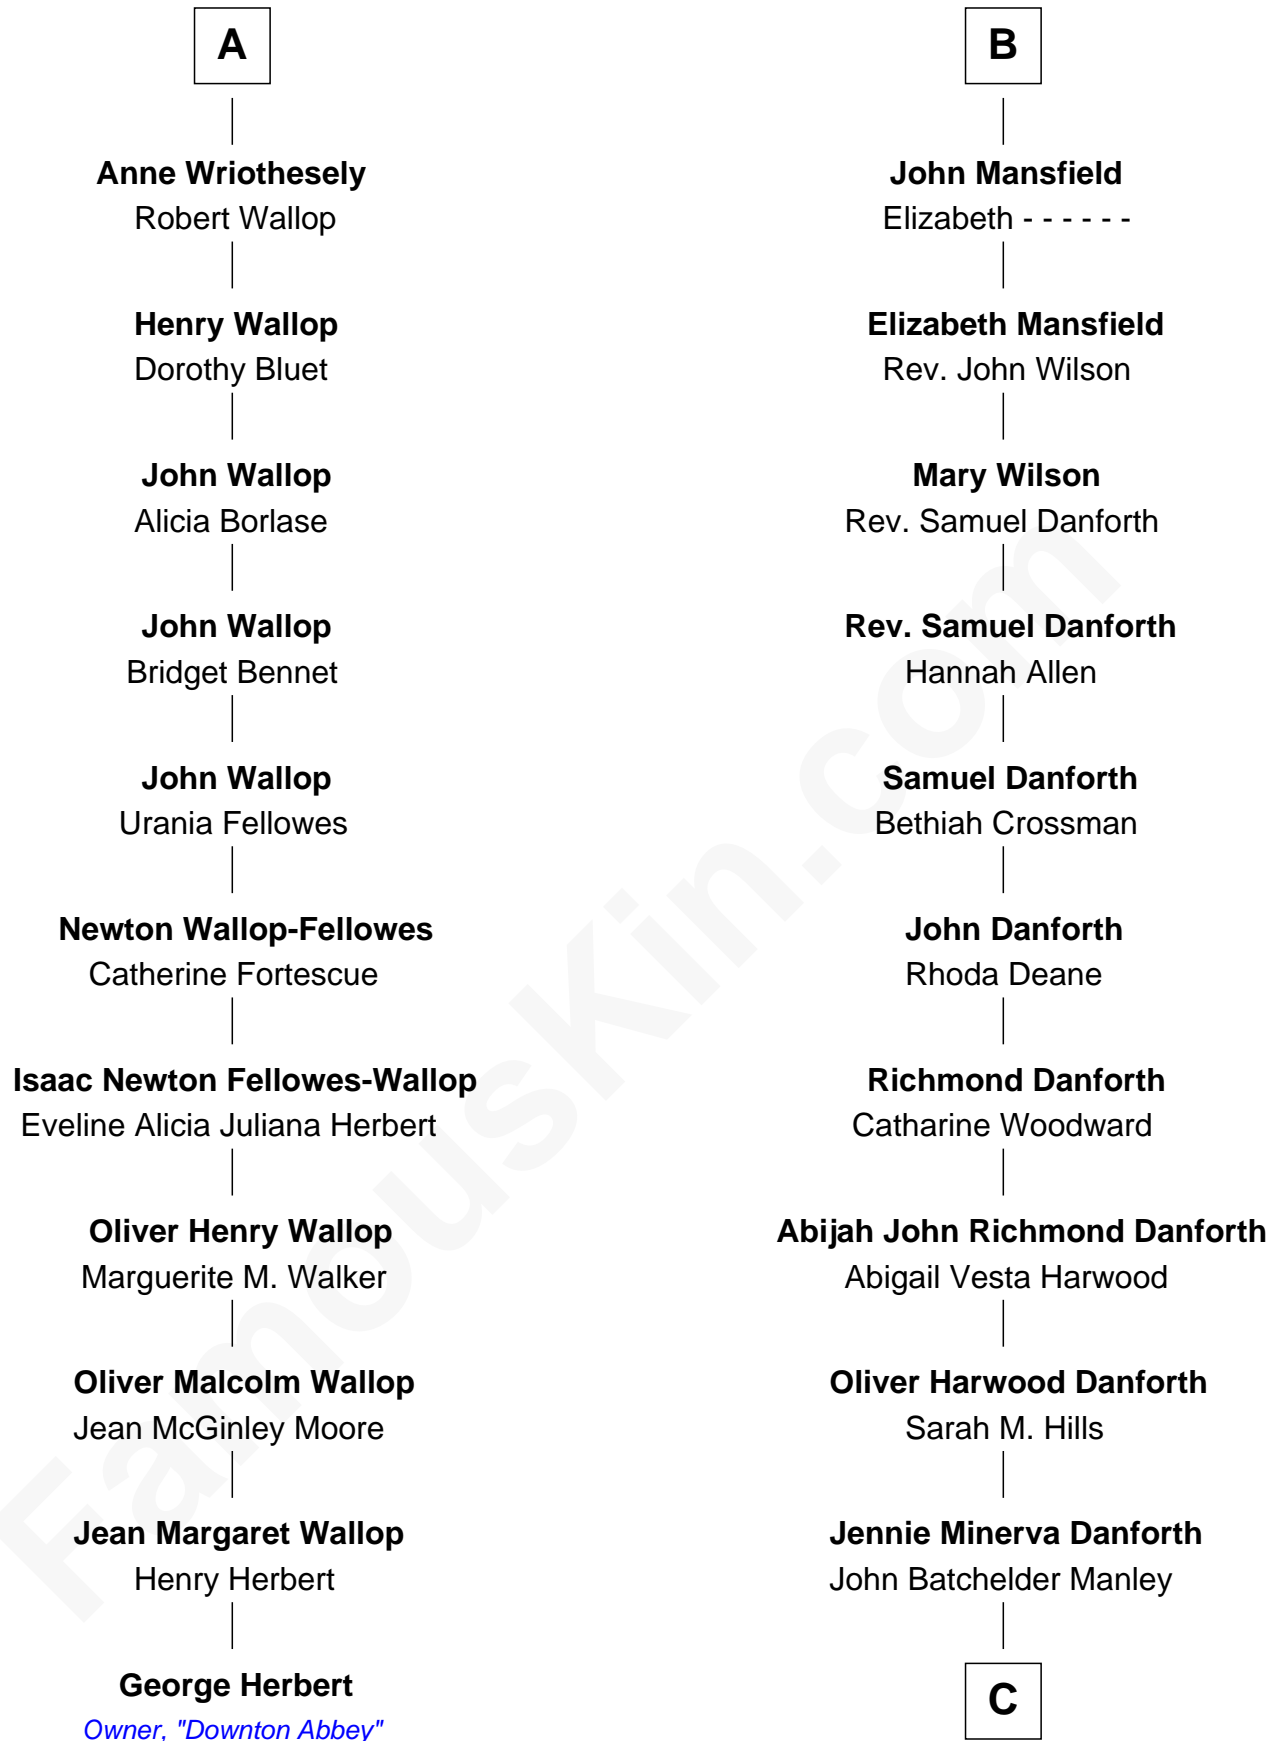 A
Anne Wriothesely
Robert Wallop
Henry Wallop
Dorothy Bluet
John Wallop
Alicia Borlase
John Wallop
Bridget Bennet
John Wallop
Urania Fellowes
Newton Wallop-Fellowes
Catherine Fortescue
Isaac Newton Fellowes-Wallop
Eveline Alicia Juliana Herbert
Oliver Henry Wallop
Marguerite M. Walker
Oliver Malcolm Wallop
Jean McGinley Moore
Jean Margaret Wallop
Henry Herbert
George Herbert
Owner, "Downton Abbey"
B
John Mansfield
Elizabeth - - - - - -
Elizabeth Mansfield
Rev. John Wilson
Mary Wilson
Rev. Samuel Danforth
Rev. Samuel Danforth
Hannah Allen
Samuel Danforth
Bethiah Crossman
John Danforth
Rhoda Deane
Richmond Danforth
Catharine Woodward
Abijah John Richmond Danforth
Abigail Vesta Harwood
Oliver Harwood Danforth
Sarah M. Hills
Jennie Minerva Danforth
John Batchelder Manley
C
FamousKin.com